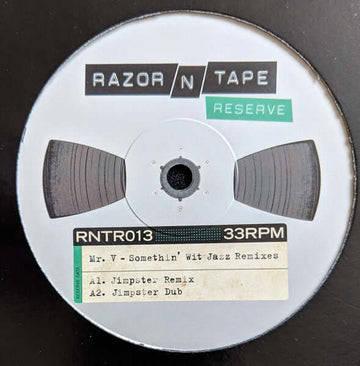 RAZOR N TAPE
RESERVE
RNTR013 33RPM
Mr. V - Somethin' Wit Jazz Remixes
A1. Jimpster Remix
A2. Jimpster Dub